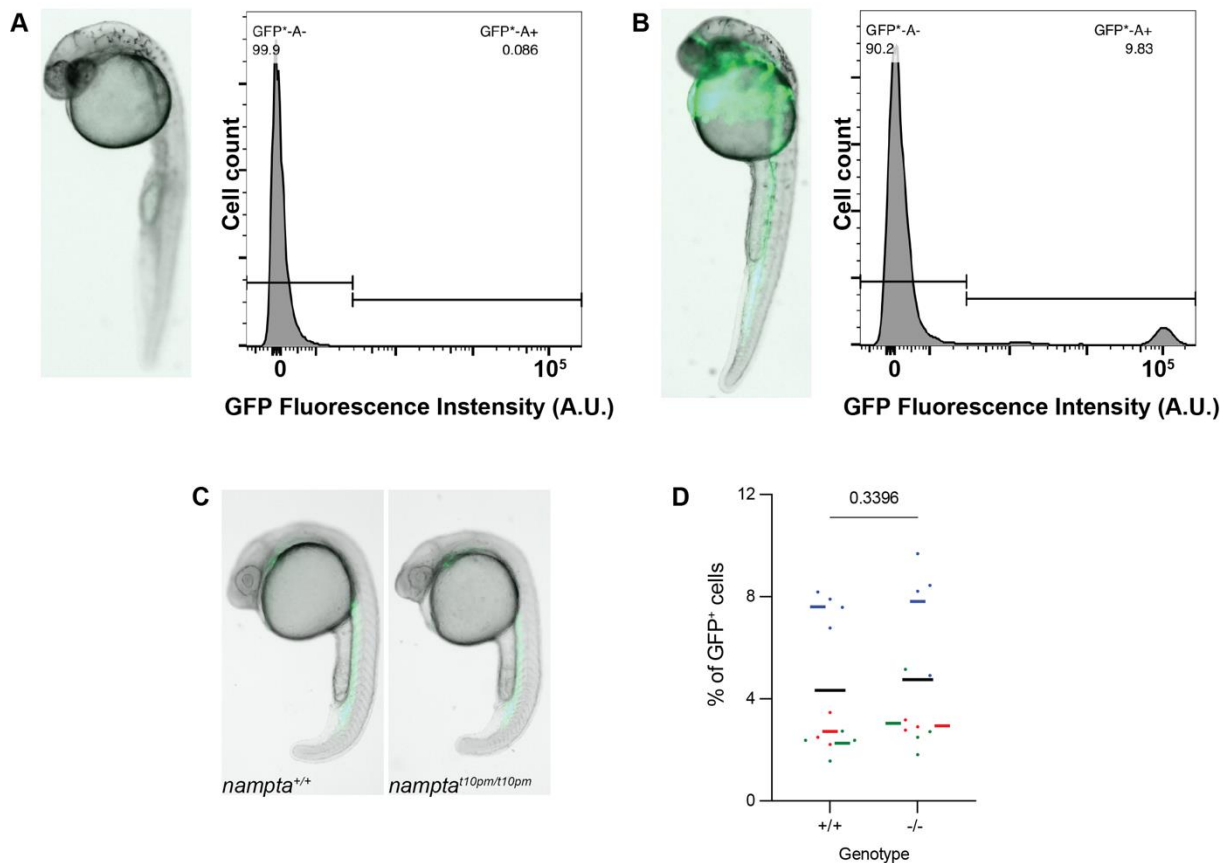 A
GFP*-A-
99.9
GFP*-A+
0.086
Cell count
0
10⁵
GFP Fluorescence Instensity (A.U.)
B
GFP*-A-
90.2
GFP*-A+
9.83
Cell count
0
10⁵
GFP Fluorescence Intensity (A.U.)
C
nampta+/+
namptat10pm/t10pm
D
12
8
4
0
% of GFP⁺ cells
0.3396
+/+
-/-
Genotype